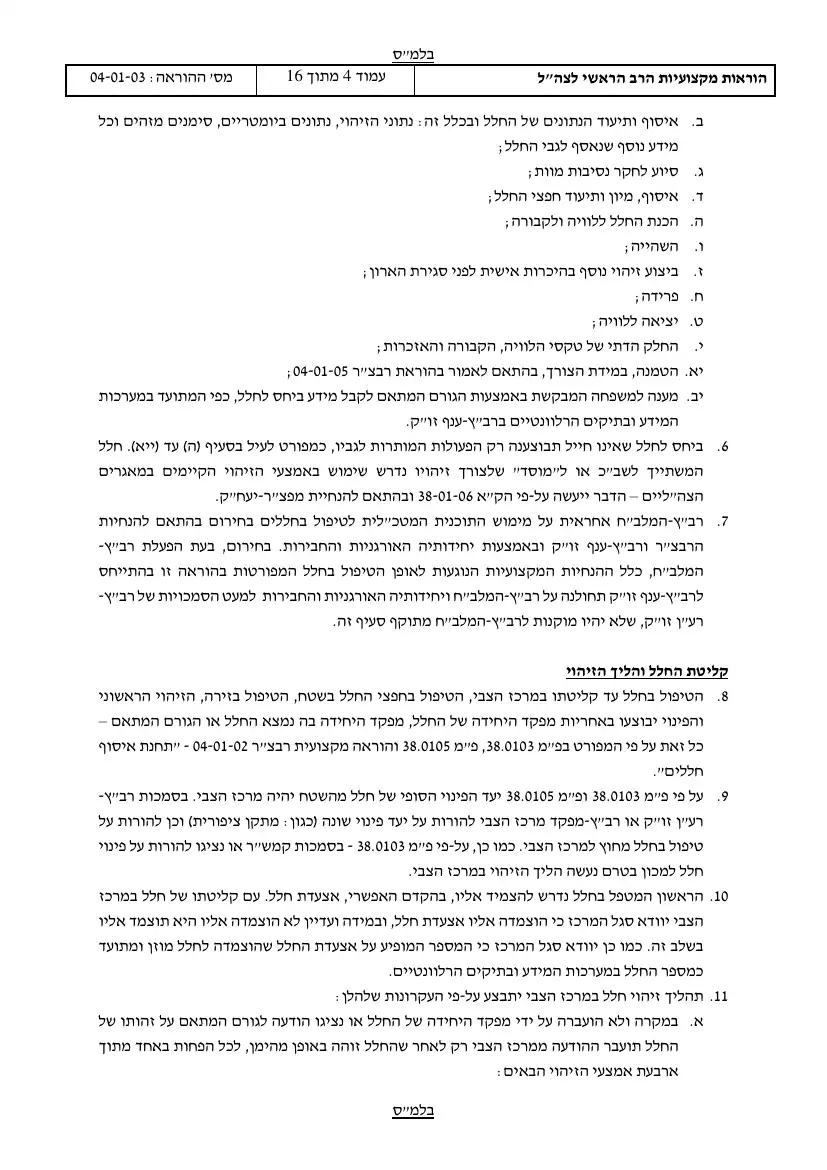 בלמ״ס
הוראות מקצועיות הרב הראשי לצה״ל
עמוד 4 מתוך 16
מס׳ ההוראה: 04-01-03
ב. איסוף ותיעוד הנתונים של החלל ובכלל זה: נתוני הזיהוי, נתונים ביומטריים, סימנים מזהים וכל
מידע נוסף שנאסף לגבי החלל;
ג. סיוע לחקר נסיבות מוות;
ד. איסוף, מיון ותיעוד חפצי החלל;
ה. הכנת החלל ללוויה ולקבורה;
ו. השהייה;
ז. ביצוע זיהוי נוסף בהיכרות אישית לפני סגירת הארון;
ח. פרידה;
ט. יציאה ללוויה;
י. החלק הדתי של טקסי הלוויה, הקבורה והאזכרות;
יא. הטמנה, במידת הצורך, בהתאם לאמור בהוראת רבצ״ר 04-01-05;
יב. מענה למשפחה המבקשת באמצעות הגורם המתאם לקבל מידע ביחס לחלל, כפי המתועד במערכות
המידע ובתיקים הרלוונטיים ברב״ץ-ענף זו״ק.
6. ביחס לחלל שאינו חייל תבוצענה רק הפעולות המותרות לגביו, כמפורט לעיל בסעיף (ה) עד (ייא). חלל
המשתייך לשב״כ או ל״מוסד״ שלצורך זיהויו נדרש שימוש באמצעי הזיהוי הקיימים במאגרים
הצה״ליים – הדבר ייעשה על-פי הק״א 38-01-06 ובהתאם להנחיית מפצ״ר-יעח״ק.
7. רב״ץ-המלב״ח אחראית על מימוש התוכנית המטכ״לית לטיפול בחללים בחירום בהתאם להנחיות
הרבצ״ר ורב״ץ-ענף זו״ק ובאמצעות יחידותיה האורגניות והחבירות. בחירום, בעת הפעלת רב״ץ-
המלב״ח, כלל ההנחיות המקצועיות הנוגעות לאופן הטיפול בחלל המפורטות בהוראה זו בהתייחס
לרב״ץ-ענף זו״ק תחולנה על רב״ץ-המלב״ח ויחידותיה האורגניות והחבירות למעט הסמכויות של רב״ץ-
רע״ן זו״ק, שלא יהיו מוקנות לרב״ץ-המלב״ח מתוקף סעיף זה.
קליטת החלל והליך הזיהוי
8. הטיפול בחלל עד קליטתו במרכז הצבי, הטיפול בחפצי החלל בשטח, הטיפול בזירה, הזיהוי הראשוני
והפינוי יבוצעו באחריות מפקד היחידה של החלל, מפקד היחידה בה נמצא החלל או הגורם המתאם –
כל זאת על פי המפורט בפ״מ 38.0103, פ״מ 38.0105 והוראה מקצועית רבצ״ר 04-01-02 - ״תחנת איסוף
חללים״.
9. על פי פ״מ 38.0103 ופ״מ 38.0105 יעד הפינוי הסופי של חלל מהשטח יהיה מרכז הצבי. בסמכות רב״ץ-
רע״ן זו״ק או רב״ץ-מפקד מרכז הצבי להורות על יעד פינוי שונה (כגון: מתקן ציפורית) וכן להורות על
טיפול בחלל מחוץ למרכז הצבי. כמו כן, על-פי פ״מ 38.0103 - בסמכות קמש״ר או נציגו להורות על פינוי
חלל למכון בטרם נעשה הליך הזיהוי במרכז הצבי.
10. הראשון המטפל בחלל נדרש להצמיד אליו, בהקדם האפשרי, אצעדת חלל. עם קליטתו של חלל במרכז
הצבי יוודא סגל המרכז כי הוצמדה אליו אצעדת חלל, ובמידה ועדיין לא הוצמדה אליו היא תוצמד אליו
בשלב זה. כמו כן יוודא סגל המרכז כי המספר המופיע על אצעדת החלל שהוצמדה לחלל מוזן ומתועד
כמספר החלל במערכות המידע ובתיקים הרלוונטיים.
11. תהליך זיהוי חלל במרכז הצבי יתבצע על-פי העקרונות שלהלן:
א. במקרה ולא הועברה על ידי מפקד היחידה של החלל או נציגו הודעה לגורם המתאם על זהותו של
החלל תועבר ההודעה ממרכז הצבי רק לאחר שהחלל זוהה באופן מהימן, לכל הפחות באחד מתוך
ארבעת אמצעי הזיהוי הבאים:
בלמ״ס